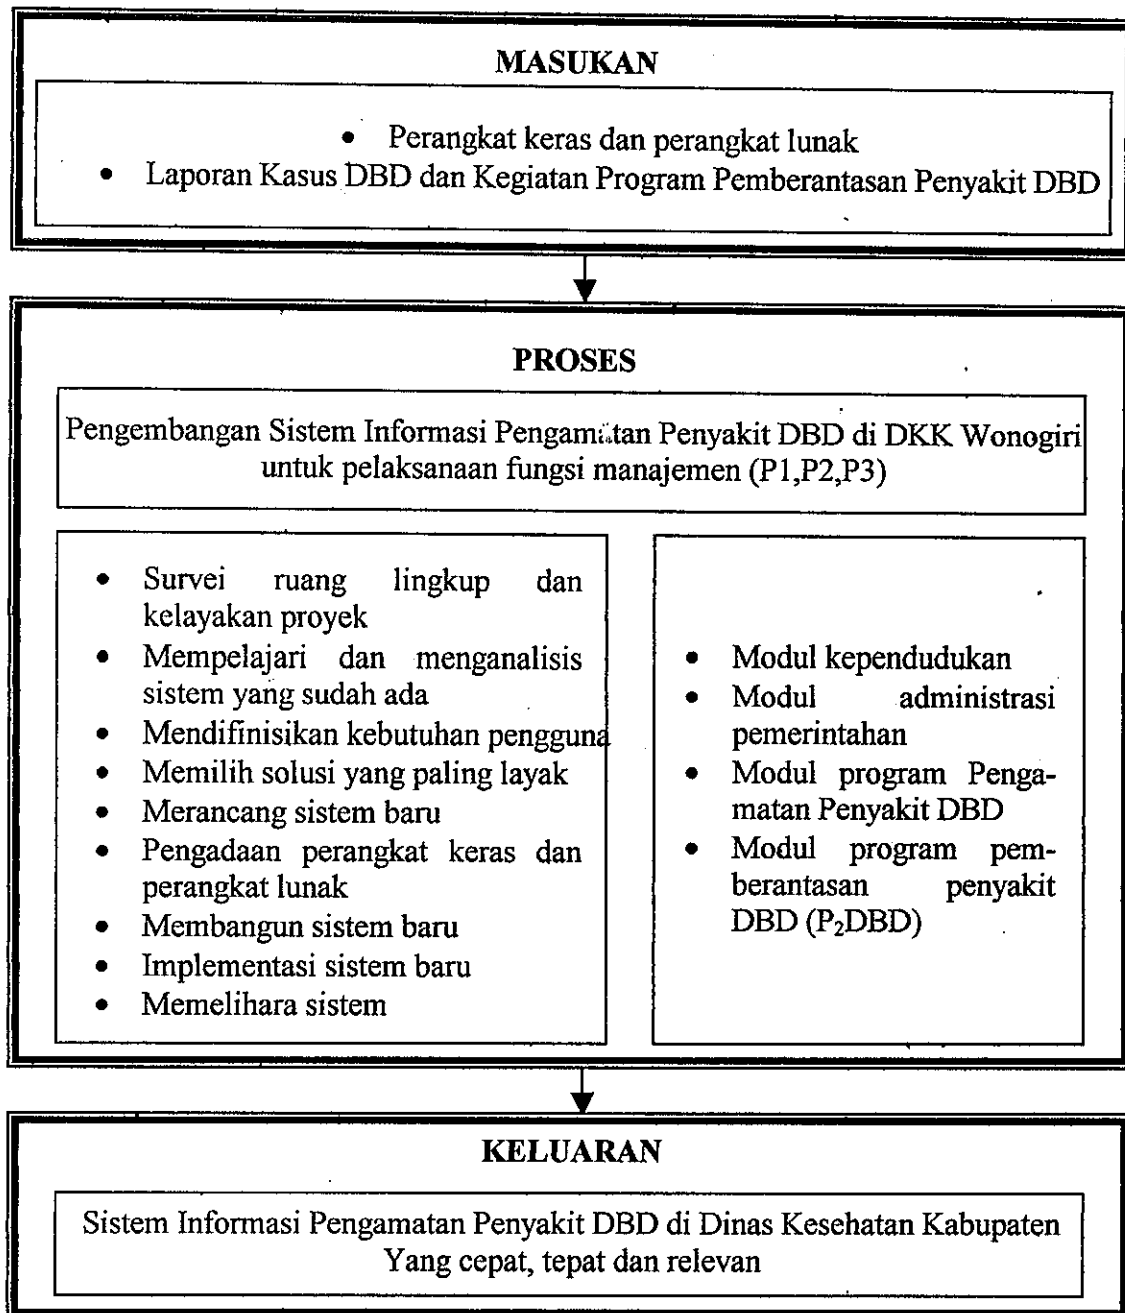 MASUKAN
• Perangkat keras dan perangkat lunak
• Laporan Kasus DBD dan Kegiatan Program Pemberantasan Penyakit DBD
PROSES
Pengembangan Sistem Informasi Pengamatan Penyakit DBD di DKK Wonogiri
untuk pelaksanaan fungsi manajemen (P1,P2,P3)
• Survei ruang lingkup dan
kelayakan proyek
• Mempelajari dan menganalisis
sistem yang sudah ada
• Mendifinisikan kebutuhan pengguna
• Memilih solusi yang paling layak
• Merancang sistem baru
• Pengadaan perangkat keras dan
perangkat lunak
• Membangun sistem baru
• Implementasi sistem baru
• Memelihara sistem
• Modul kependudukan
• Modul administrasi
pemerintahan
• Modul program Penga-
matan Penyakit DBD
• Modul program pem-
berantasan penyakit
DBD (P₂DBD)
KELUARAN
Sistem Informasi Pengamatan Penyakit DBD di Dinas Kesehatan Kabupaten
Yang cepat, tepat dan relevan